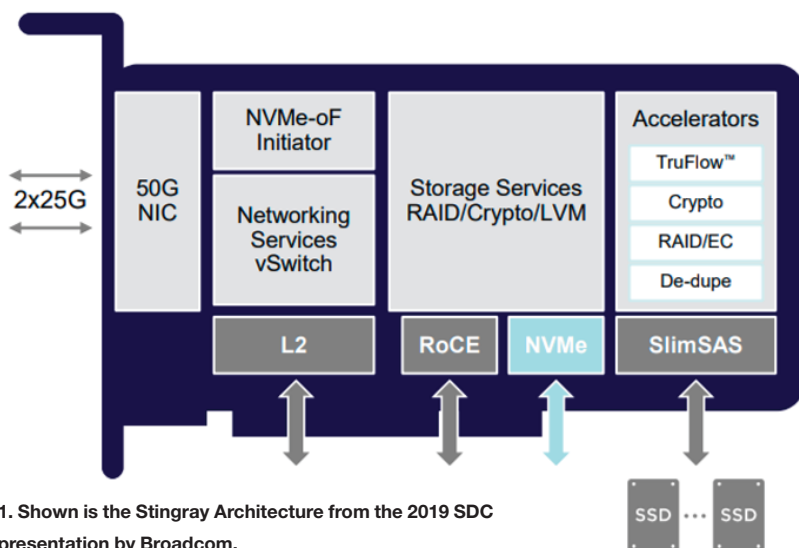 2x25G
50G
NIC
NVMe-oF
Initiator
Networking
Services
vSwitch
Storage Services
RAID/Crypto/LVM
Accelerators
TruFlow™
Crypto
RAID/EC
De-dupe
L2
RoCE
NVMe
SlimSAS
SSD ... SSD
1. Shown is the Stingray Architecture from the 2019 SDC
presentation by Broadcom.